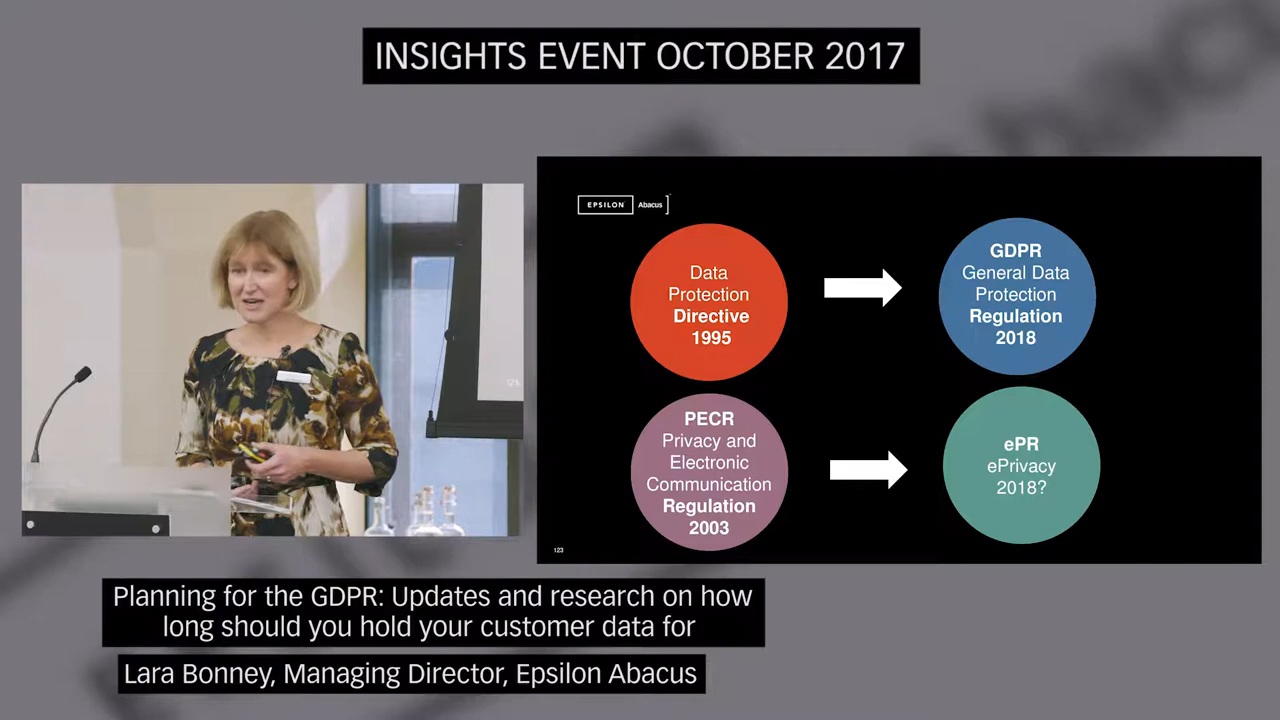 INSIGHTS EVENT OCTOBER 2017
EPSILON Abacus
Data
Protection
Directive
1995
GDPR
General Data
Protection
Regulation
2018
PECR
Privacy and
Electronic
Communication
Regulation
2003
ePR
ePrivacy
2018?
123
Planning for the GDPR: Updates and research on how
long should you hold your customer data for
Lara Bonney, Managing Director, Epsilon Abacus